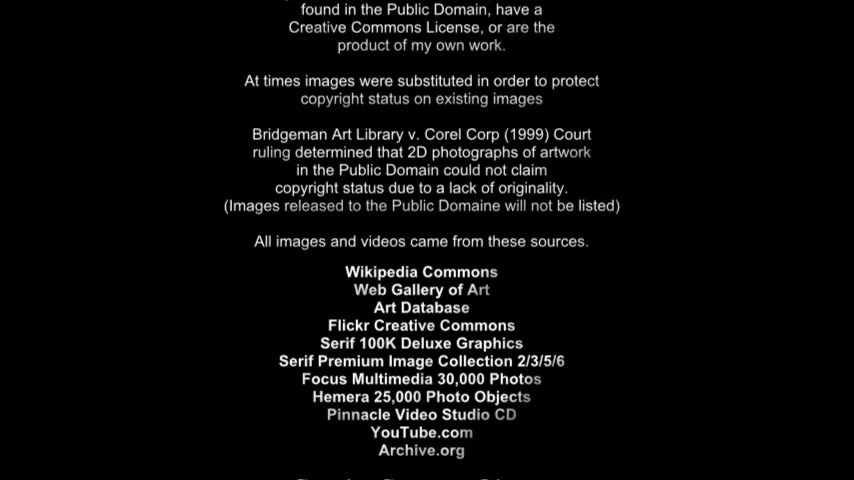 found in the Public Domain, have a
Creative Commons License, or are the
product of my own work.
At times images were substituted in order to protect
copyright status on existing images
Bridgeman Art Library v. Corel Corp (1999) Court
ruling determined that 2D photographs of artwork
in the Public Domain could not claim
copyright status due to a lack of originality.
(Images released to the Public Domaine will not be listed)
All images and videos came from these sources.
Wikipedia Commons
Web Gallery of Art
Art Database
Flickr Creative Commons
Serif 100K Deluxe Graphics
Serif Premium Image Collection 2/3/5/6
Focus Multimedia 30,000 Photos
Hemera 25,000 Photo Objects
Pinnacle Video Studio CD
YouTube.com
Archive.org